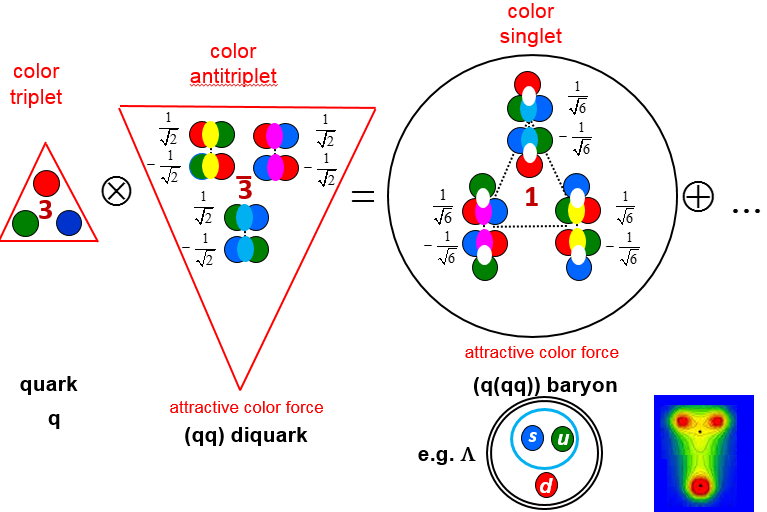 color
triplet
color
antitriplet
color
singlet
3
⊗
1/√2
- 1/√2
1/√2
- 1/√2
3̅
1/√2
- 1/√2
=
1/√6
- 1/√6
1
1/√6
- 1/√6
1/√6
- 1/√6
⊕ ...
quark
q
attractive color force
(qq) diquark
attractive color force
(q(qq)) baryon
e.g. Λ
s u
d